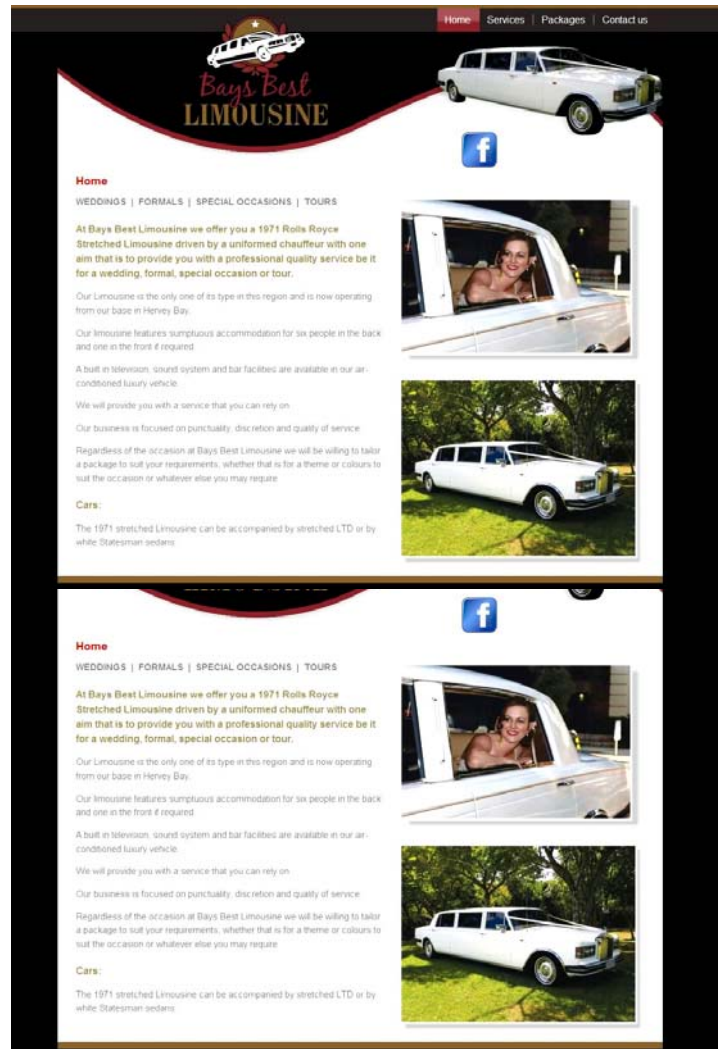 Home | Services | Packages | Contact us
Bays Best
LIMOUSINE
f
Home
WEDDINGS | FORMALS | SPECIAL OCCASIONS | TOURS
At Bays Best Limousine we offer you a 1971 Rolls Royce
Stretched Limousine driven by a uniformed chauffeur with one
aim that is to provide you with a professional quality service be it
for a wedding, formal, special occasion or tour.
Our Limousine is the only one of its type in this region and is now operating
from our base in Hervey Bay.
Our limousine features sumptuous accommodation for six people in the back
and one in the front if required
A built in television, sound system and bar facilities are available in our air-
conditioned luxury vehicle.
We will provide you with a service that you can rely on
Our business is focused on punctuality, discretion and quality of service.
Regardless of the occasion at Bays Best Limousine we will be willing to tailor
a package to suit your requirements, whether that is for a theme or colours to
suit the occasion or whatever else you may require
Cars:
The 1971 stretched Limousine can be accompanied by stretched LTD or by
white Statesman sedans
f
Home
WEDDINGS | FORMALS | SPECIAL OCCASIONS | TOURS
At Bays Best Limousine we offer you a 1971 Rolls Royce
Stretched Limousine driven by a uniformed chauffeur with one
aim that is to provide you with a professional quality service be it
for a wedding, formal, special occasion or tour.
Our Limousine is the only one of its type in this region and is now operating
from our base in Hervey Bay.
Our limousine features sumptuous accommodation for six people in the back
and one in the front if required
A built in television, sound system and bar facilities are available in our air-
conditioned luxury vehicle.
We will provide you with a service that you can rely on
Our business is focused on punctuality, discretion and quality of service.
Regardless of the occasion at Bays Best Limousine we will be willing to tailor
a package to suit your requirements, whether that is for a theme or colours to
suit the occasion or whatever else you may require
Cars:
The 1971 stretched Limousine can be accompanied by stretched LTD or by
white Statesman sedans